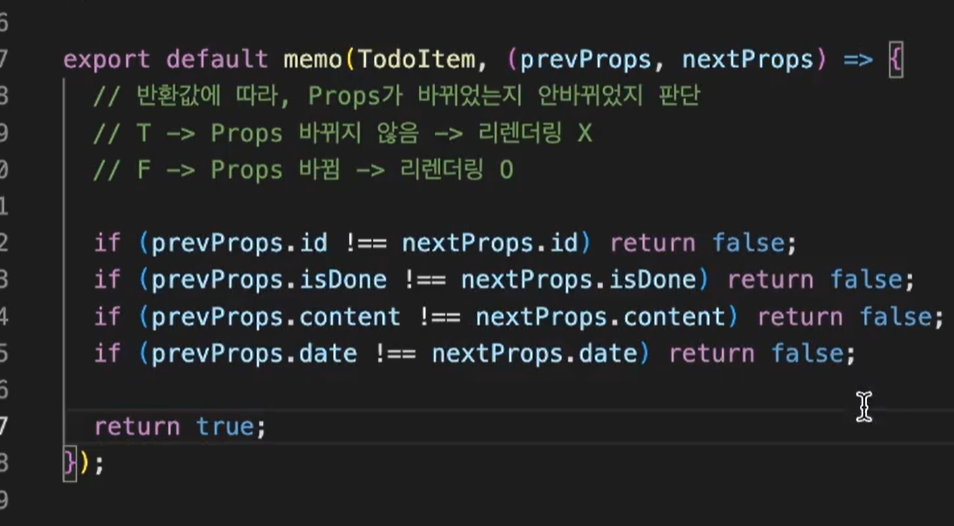 6
7 export default memo(TodoItem, (prevProps, nextProps) => {
8 // 반환값에 따라, Props가 바뀌었는지 안바뀌었지 판단
9 // T -> Props 바뀌지 않음 -> 리렌더링 X
0 // F -> Props 바뀜 -> 리렌더링 O
1
2 if (prevProps.id !== nextProps.id) return false;
3 if (prevProps.isDone !== nextProps.isDone) return false;
4 if (prevProps.content !== nextProps.content) return false;
5 if (prevProps.date !== nextProps.date) return false;
6
7 return true;
8 });
9